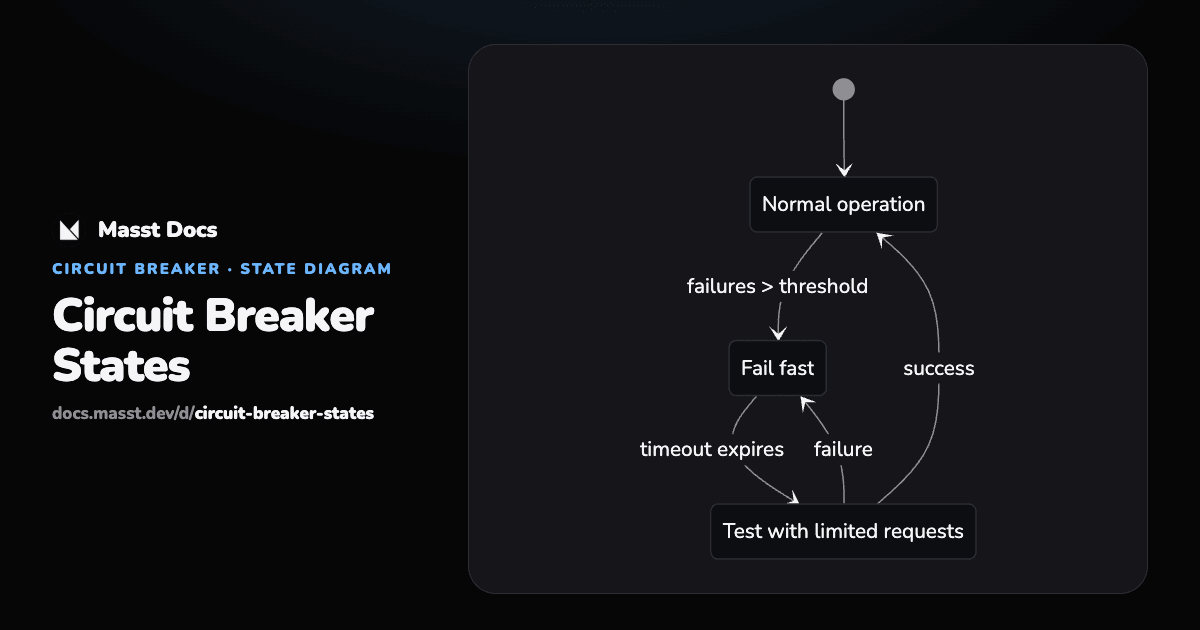 Masst Docs
CIRCUIT BREAKER · STATE DIAGRAM
Circuit Breaker
States
docs.masst.dev/d/circuit-breaker-states
Normal operation
failures > threshold
Fail fast
success
timeout expires
failure
Test with limited requests